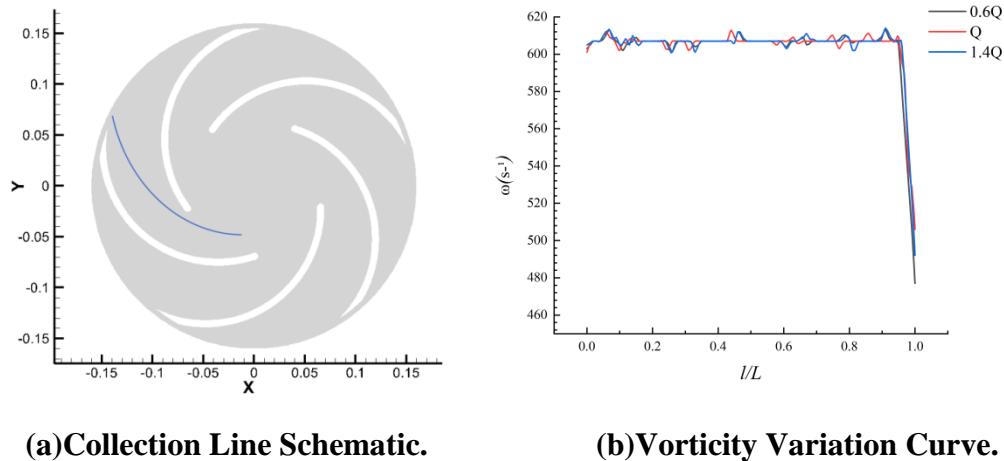 0.15
0.1
0.05
0
-0.05
-0.1
-0.15
Y
-0.15 -0.1 -0.05 0 0.05 0.1 0.15
X
620
600
580
560
540
520
500
480
460
ω(s-¹)
0.0 0.2 0.4 0.6 0.8 1.0
l/L
0.6Q
Q
1.4Q
(a)Collection Line Schematic.
(b)Vorticity Variation Curve.